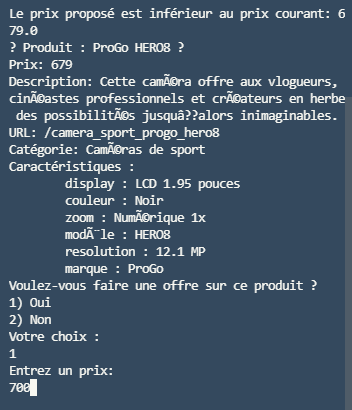 Le prix proposé est inférieur au prix courant: 6
79.0
? Produit : ProGo HERO8 ?
Prix: 679
Description: Cette camÃ©ra offre aux vlogueurs,
cinÃ©astes professionnels et crÃ©ateurs en herbe
des possibilitÃ©s jusquâ??alors inimaginables.
URL: /camera_sport_progo_hero8
Catégorie: CamÃ©ras de sport
Caractéristiques :
display : LCD 1.95 pouces
couleur : Noir
zoom : NumÃ©rique 1x
modÃ¨le : HERO8
resolution : 12.1 MP
marque : ProGo
Voulez-vous faire une offre sur ce produit ?
1) Oui
2) Non
Votre choix :
1
Entrez un prix:
700